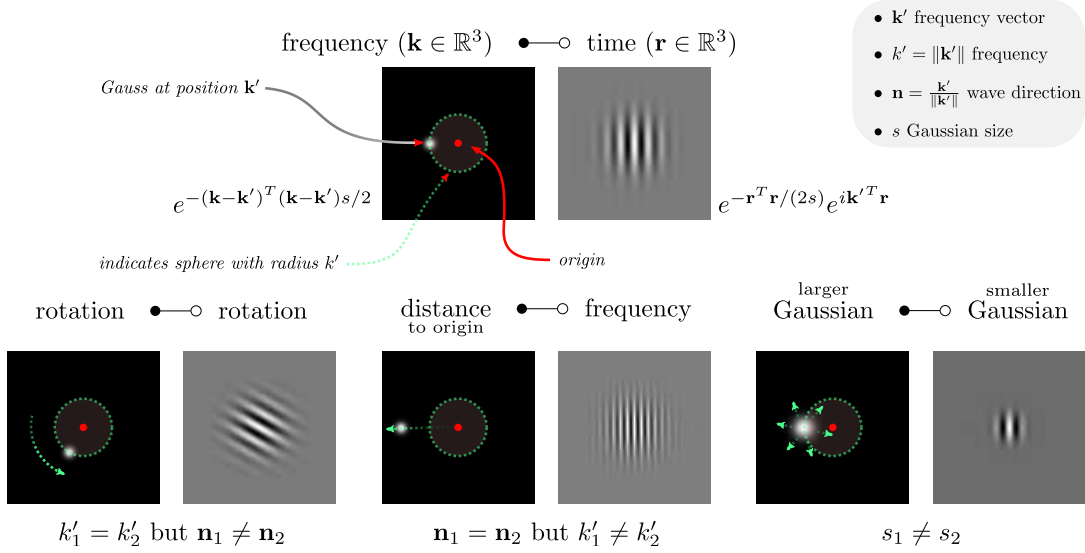 frequency (𝐤 ∈ ℝ³) ●—○ time (𝐫 ∈ ℝ³)
• 𝐤′ frequency vector
• k′ = ‖𝐤′‖ frequency
• 𝐧 = 𝐤′/‖𝐤′‖ wave direction
• s Gaussian size
Gauss at position 𝐤′
e^{−(𝐤−𝐤′)^T(𝐤−𝐤′)s/2}
e^{−𝐫^T𝐫/(2s)}e^{i𝐤′^T𝐫}
indicates sphere with radius k′
origin
rotation ●—○ rotation
distance ●—○ frequency
to origin
larger
Gaussian ●—○
smaller
Gaussian
k′₁ = k′₂ but 𝐧₁ ≠ 𝐧₂
𝐧₁ = 𝐧₂ but k′₁ ≠ k′₂
s₁ ≠ s₂